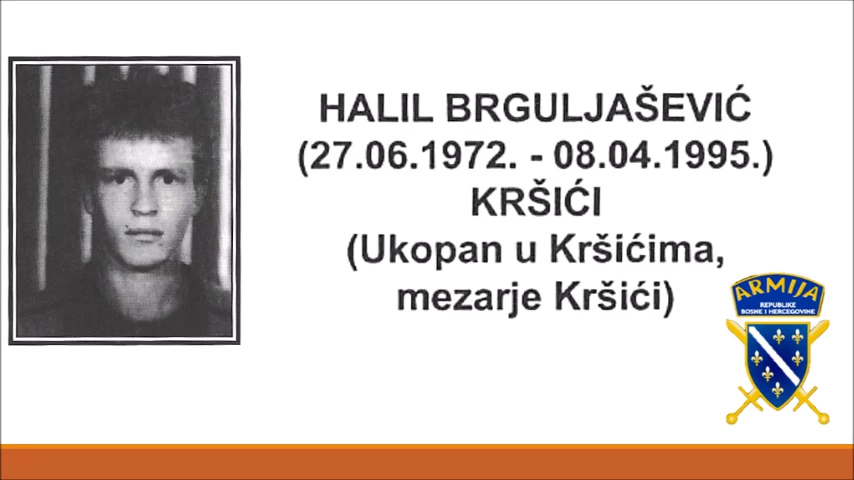 HALIL BRGULJAŠEVIĆ
(27.06.1972. - 08.04.1995.)
KRŠIĆI
(Ukopan u Kršićima,
mezarje Kršići)
ARMIJA
REPUBLIKE
BOSNE I HERCEGOVINE